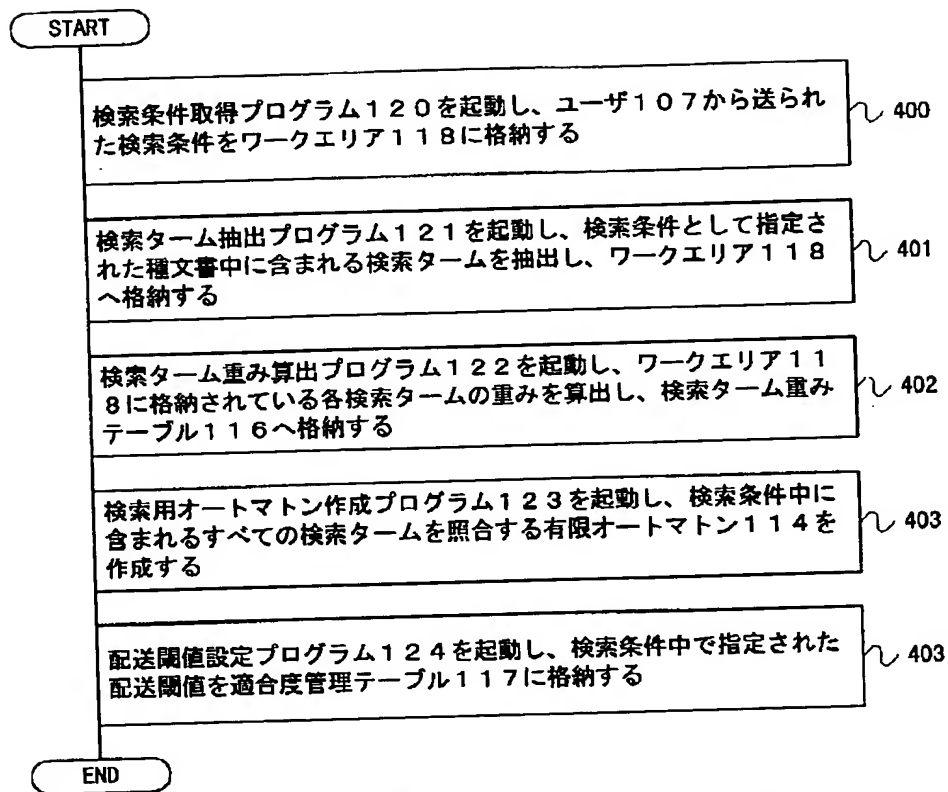 START
検索条件取得プログラム120を起動し、ユーザ107から送られ
た検索条件をワークエリア118に格納する
400
検索ターム抽出プログラム121を起動し、検索条件として指定さ
れた種文書中に含まれる検索タームを抽出し、ワークエリア118
へ格納する
401
検索ターム重み算出プログラム122を起動し、ワークエリア11
8に格納されている各検索タームの重みを算出し、検索ターム重み
テーブル116へ格納する
402
検索用オートマトン作成プログラム123を起動し、検索条件中に
含まれるすべての検索タームを照合する有限オートマトン114を
作成する
403
配送閾値設定プログラム124を起動し、検索条件中で指定された
配送閾値を適合度管理テーブル117に格納する
403
END